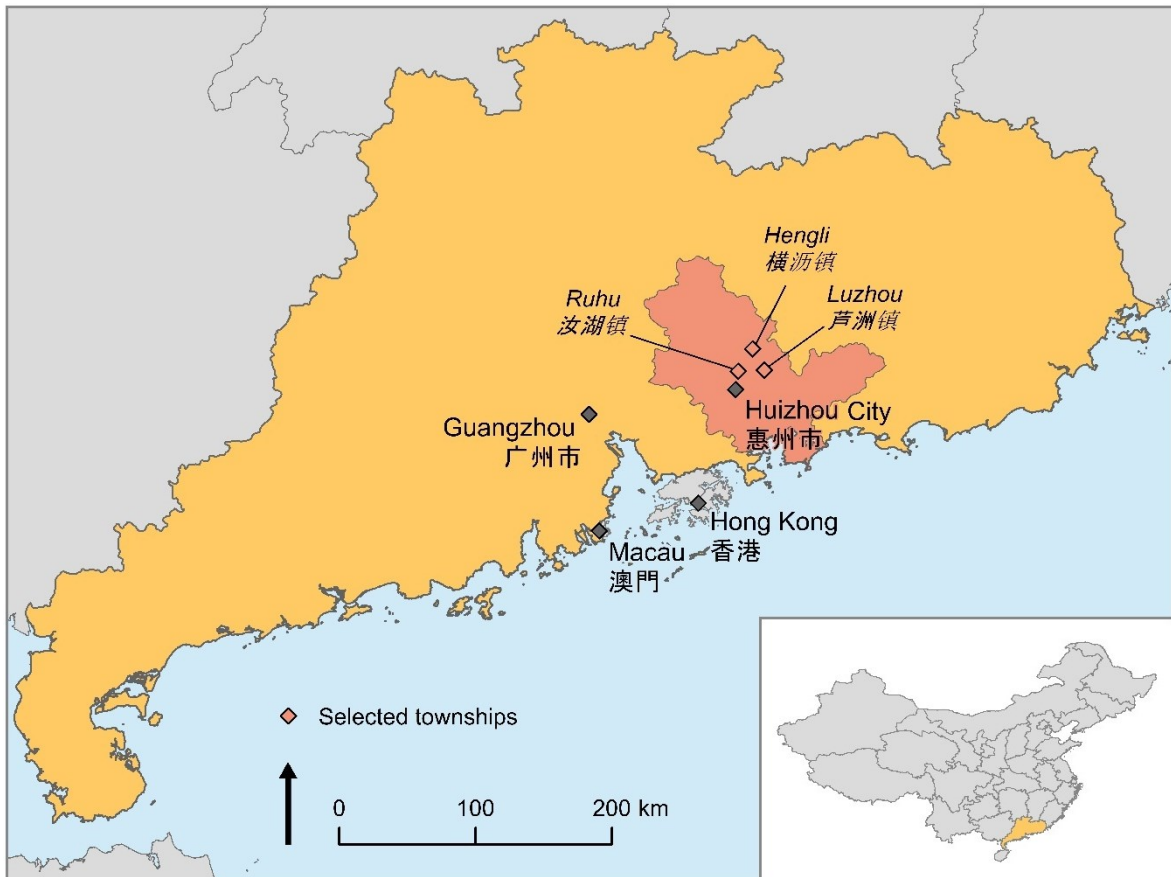 Hengli
横沥镇
Luzhou
芦洲镇
Ruhu
汝湖镇
Huizhou City
惠州市
Guangzhou
广州市
Hong Kong
香港
Macau
澳門
Selected townships
0 100 200 km